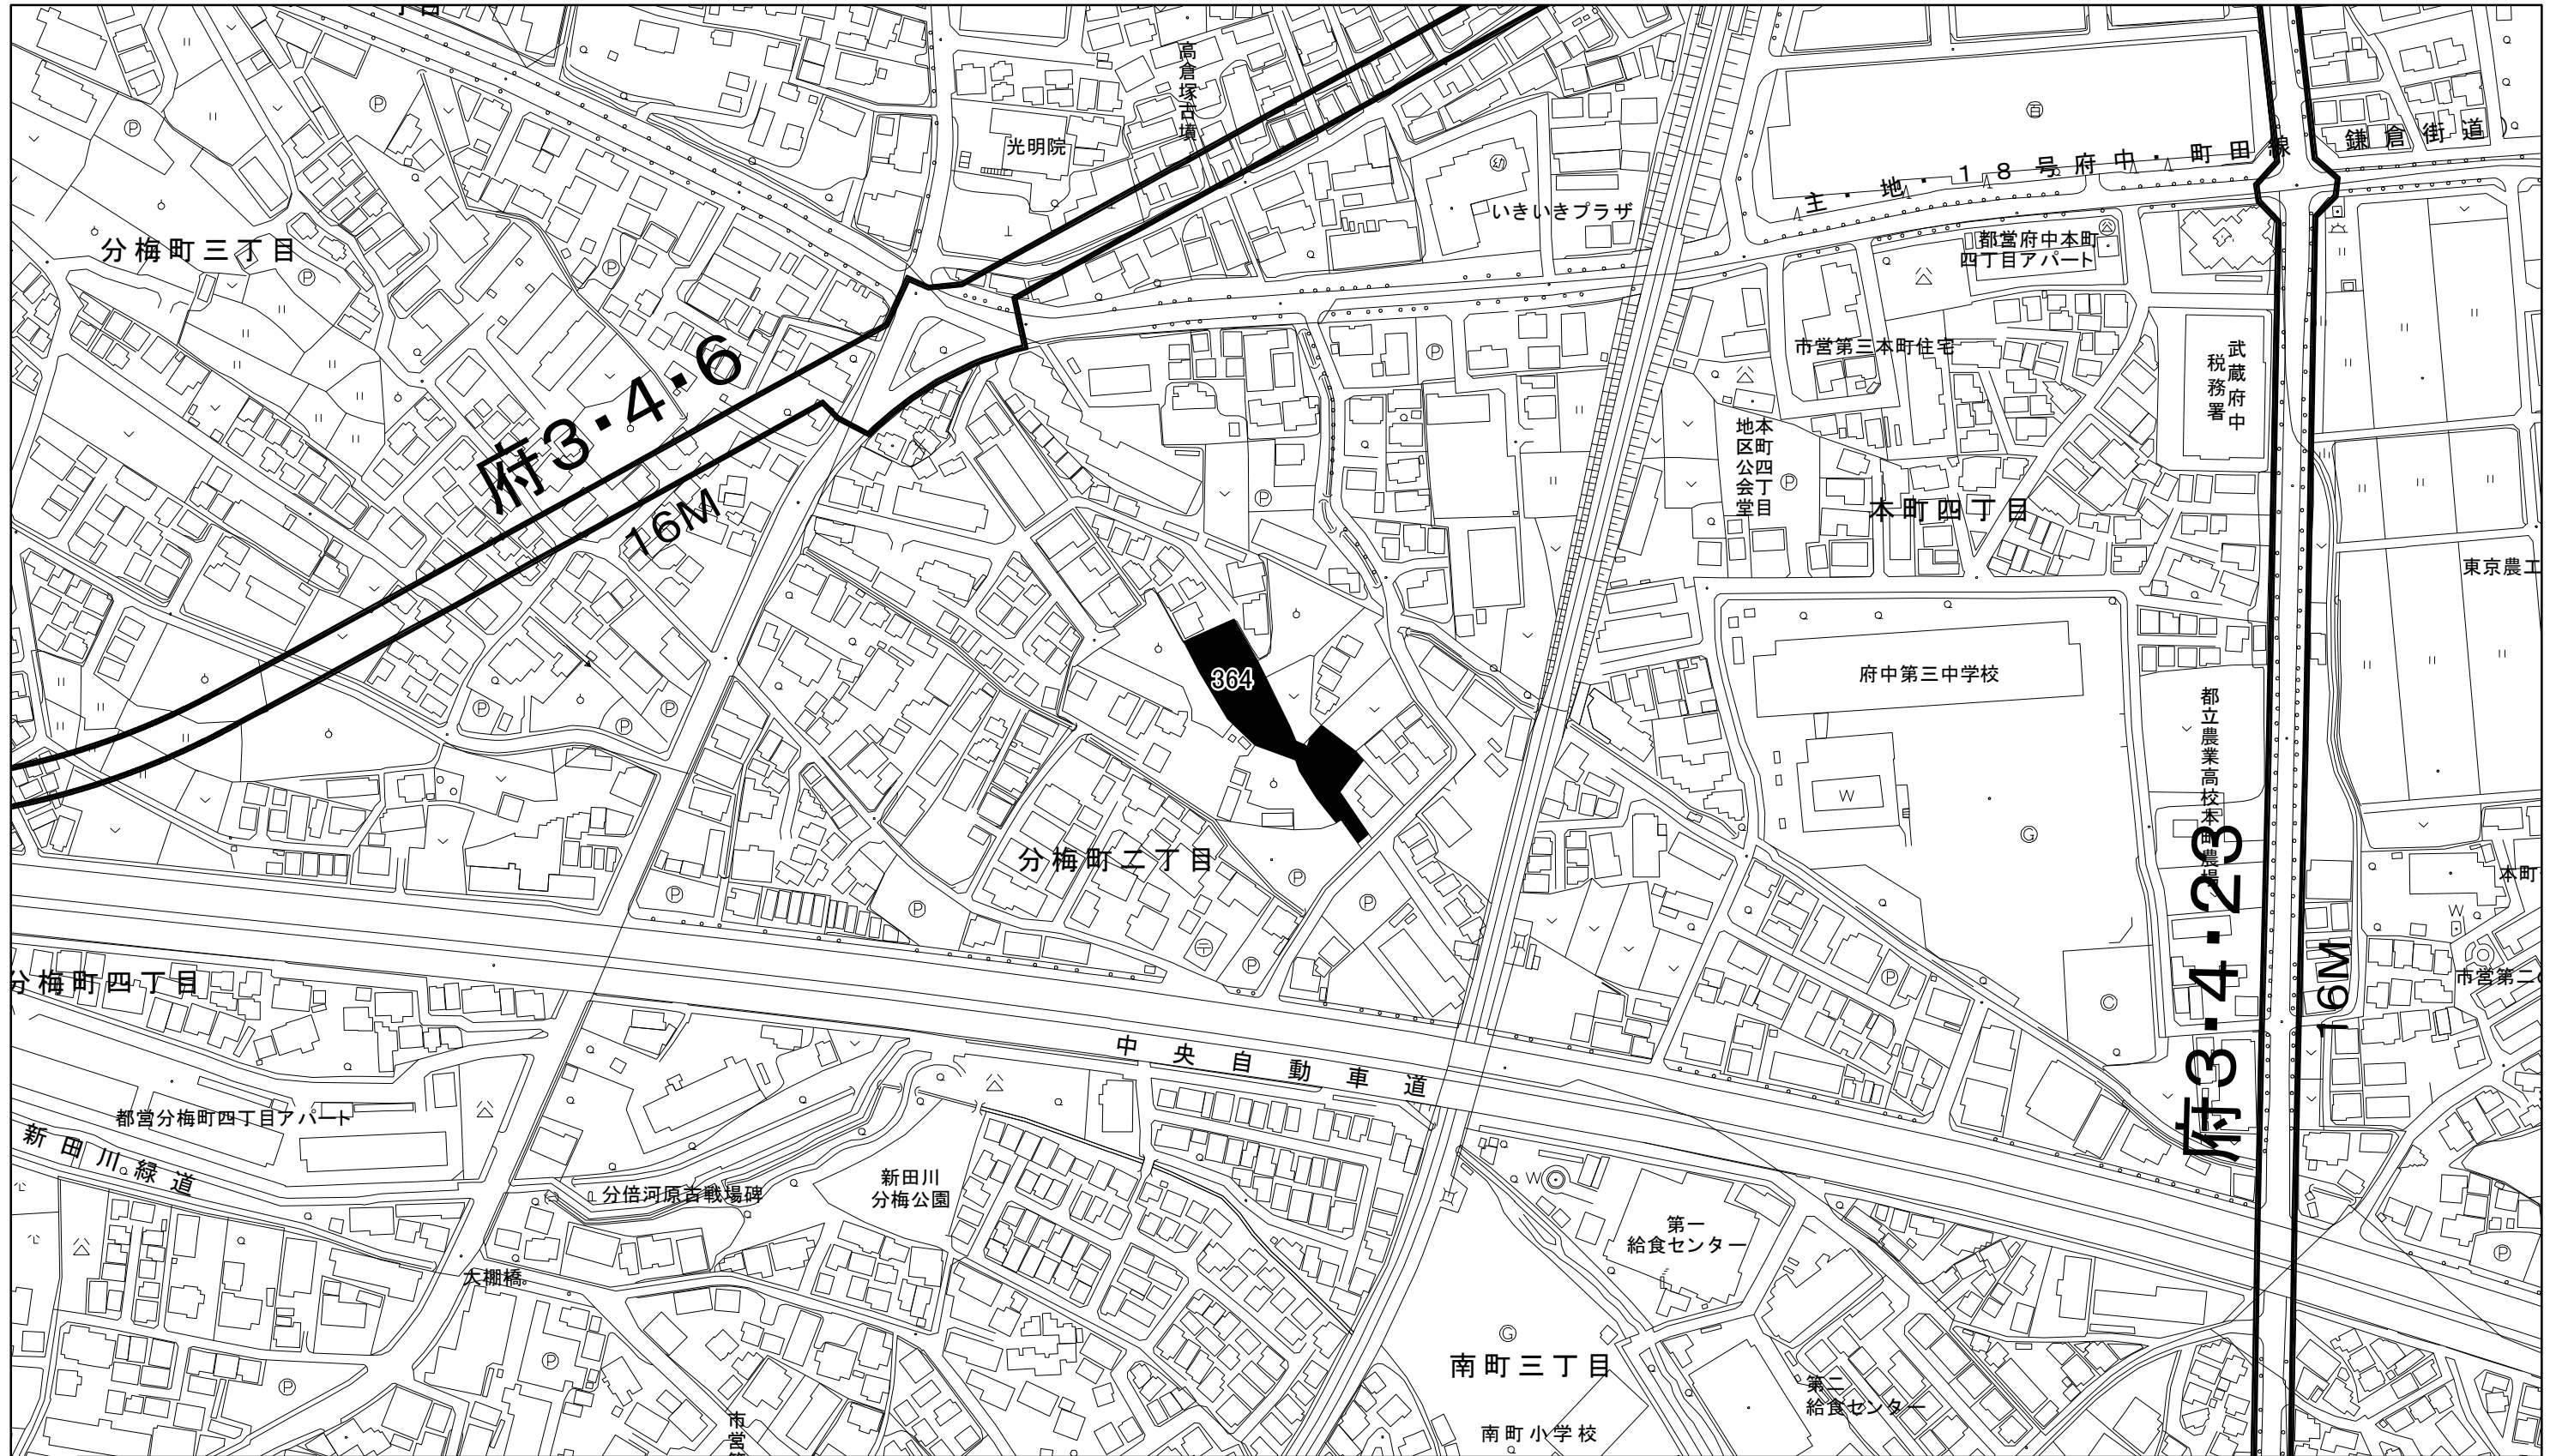 高倉塚古墳
光明院
いきいきプラザ
主・地・18号府中・町田線
鎌倉街道
分梅町三丁目
都営府中本町
四丁目アパート
市営第三本町住宅
武蔵府中
税務署
府3・4・6
16M
本町四丁目
地区公会堂
本町四丁目
東京農工
364
府中第三中学校
都立農業高校本町農場
分梅町二丁目
本町
府3・4・23
16M
分梅町四丁目
市営第二
中央自動車道
都営分梅町四丁目アパート
新田川緑道
分倍河原古戦場碑
新田川
分梅公園
第一
給食センター
大棚橋
南町三丁目
第二
給食センター
南町小学校
市営